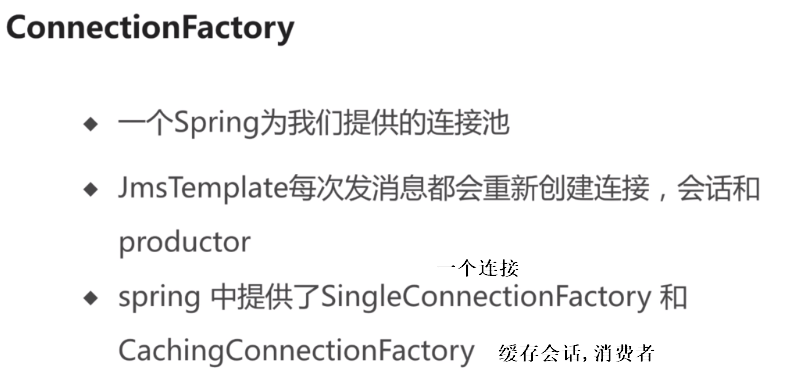 ConnectionFactory
◆ 一个Spring为我们提供的连接池
◆ JmsTemplate每次发消息都会重新创建连接，会话和
productor
一个连接
◆ spring 中提供了SingleConnectionFactory 和
CachingConnectionFactory 缓存会话,消费者